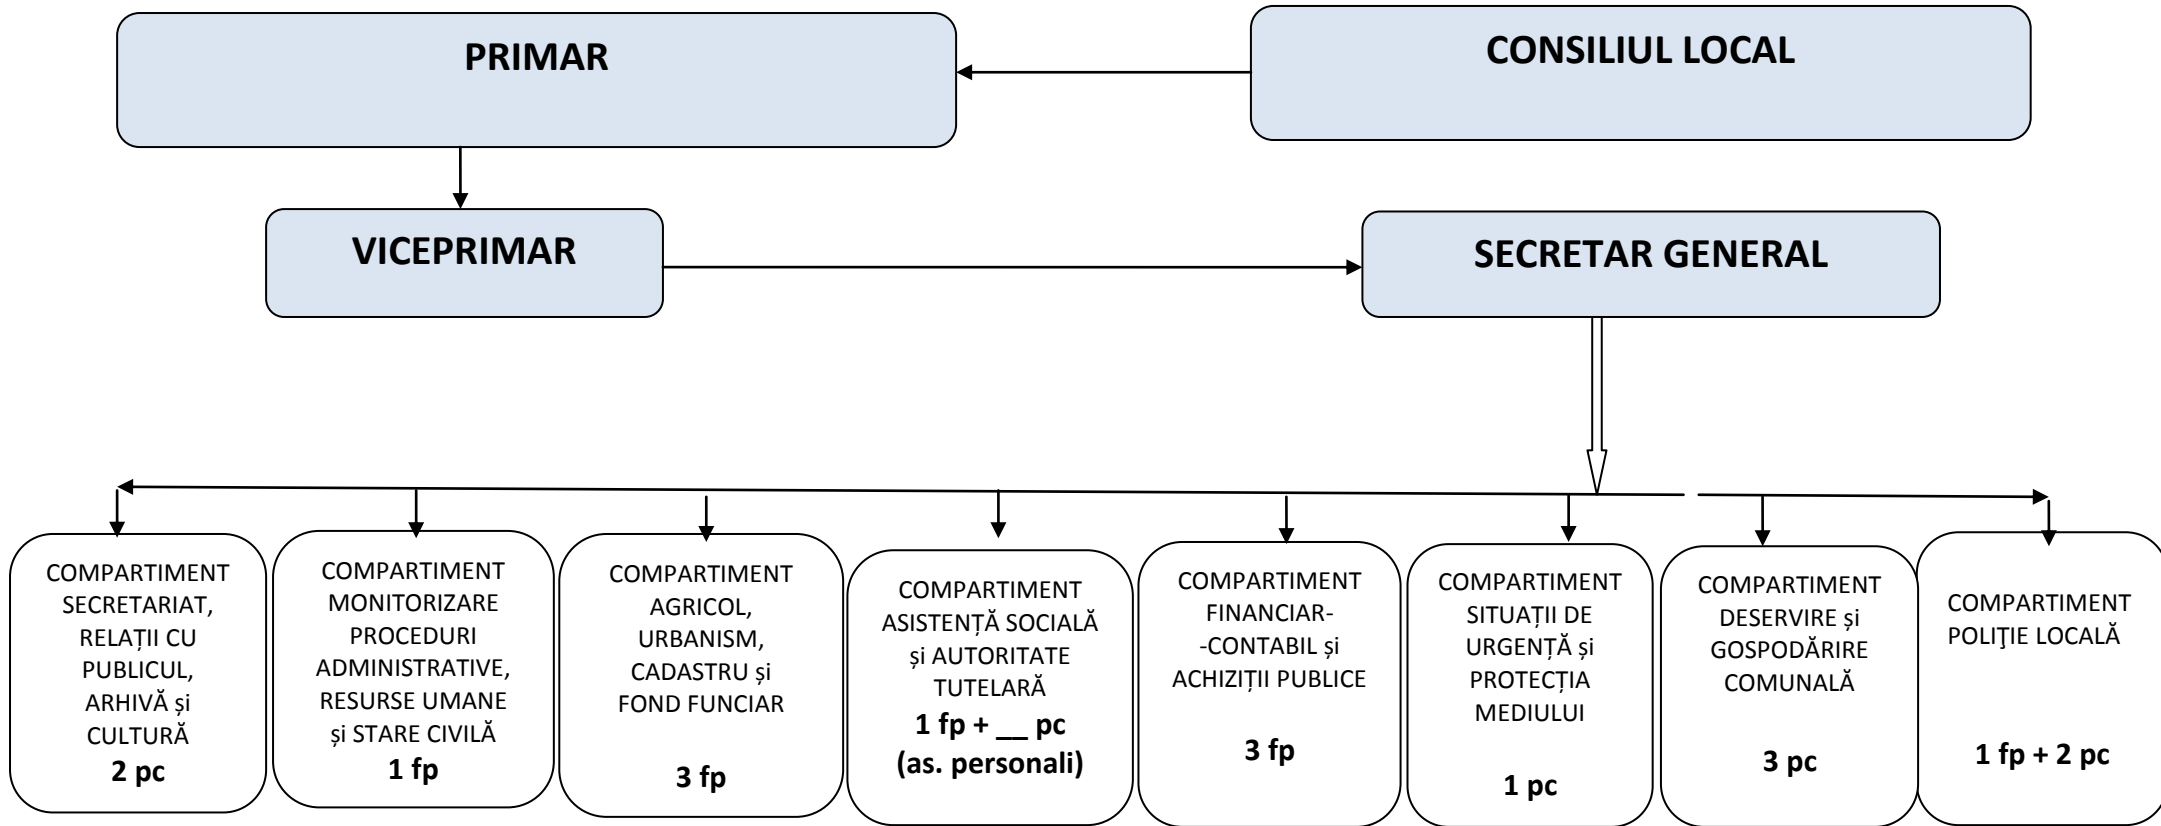 PRIMAR
CONSILIUL LOCAL
VICEPRIMAR
SECRETAR GENERAL
COMPARTIMENT
SECRETARIAT,
RELAȚII CU
PUBLICUL,
ARHIVĂ și
CULTURĂ
2 pc
COMPARTIMENT
MONITORIZARE
PROCEDURI
ADMINISTRATIVE,
RESURSE UMANE
și STARE CIVILĂ
1 fp
COMPARTIMENT
AGRICOL,
URBANISM,
CADASTRU și
FOND FUNCIAR
3 fp
COMPARTIMENT
ASISTENȚĂ SOCIALĂ
și AUTORITATE
TUTELARĂ
1 fp + __ pc
(as. personali)
COMPARTIMENT
FINANCIAR-
-CONTABIL și
ACHIZIȚII PUBLICE
3 fp
COMPARTIMENT
SITUAȚII DE
URGENȚĂ și
PROTECȚIA
MEDIULUI
1 pc
COMPARTIMENT
DESERVIRE și
GOSPODĂRIRE
COMUNALĂ
3 pc
COMPARTIMENT
POLIŢIE LOCALĂ
1 fp + 2 pc